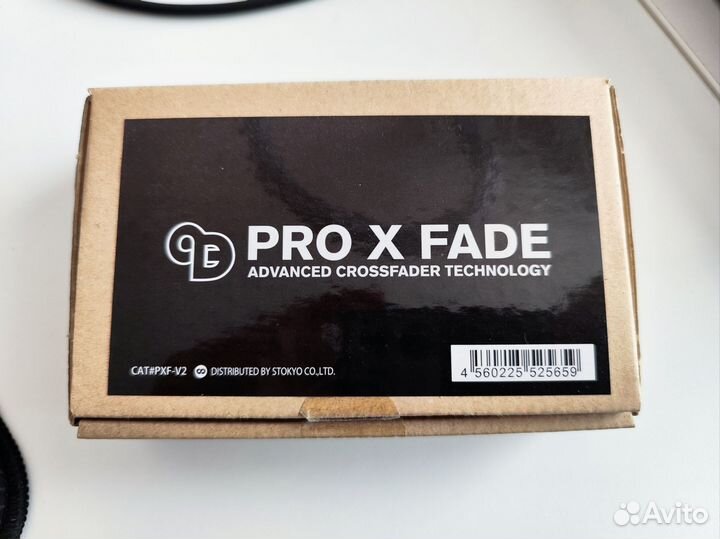 PRO X FADE
ADVANCED CROSSFADER TECHNOLOGY
CAT#PXF-V2 DISTRIBUTED BY STOKYO CO.,LTD.
4 560225 525659
Avito